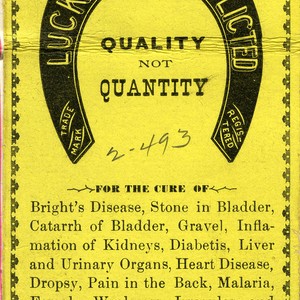 LUCK
FLICTED
QUALITY
NOT
QUANTITY
TRADE
MARK
REGIS-
TERED
2-493
FOR THE CURE OF
Bright's Disease, Stone in Bladder,
Catarrh of Bladder, Gravel, Infla-
mation of Kidneys, Diabetis, Liver
and Urinary Organs, Heart Disease,
Dropsy, Pain in the Back, Malaria,